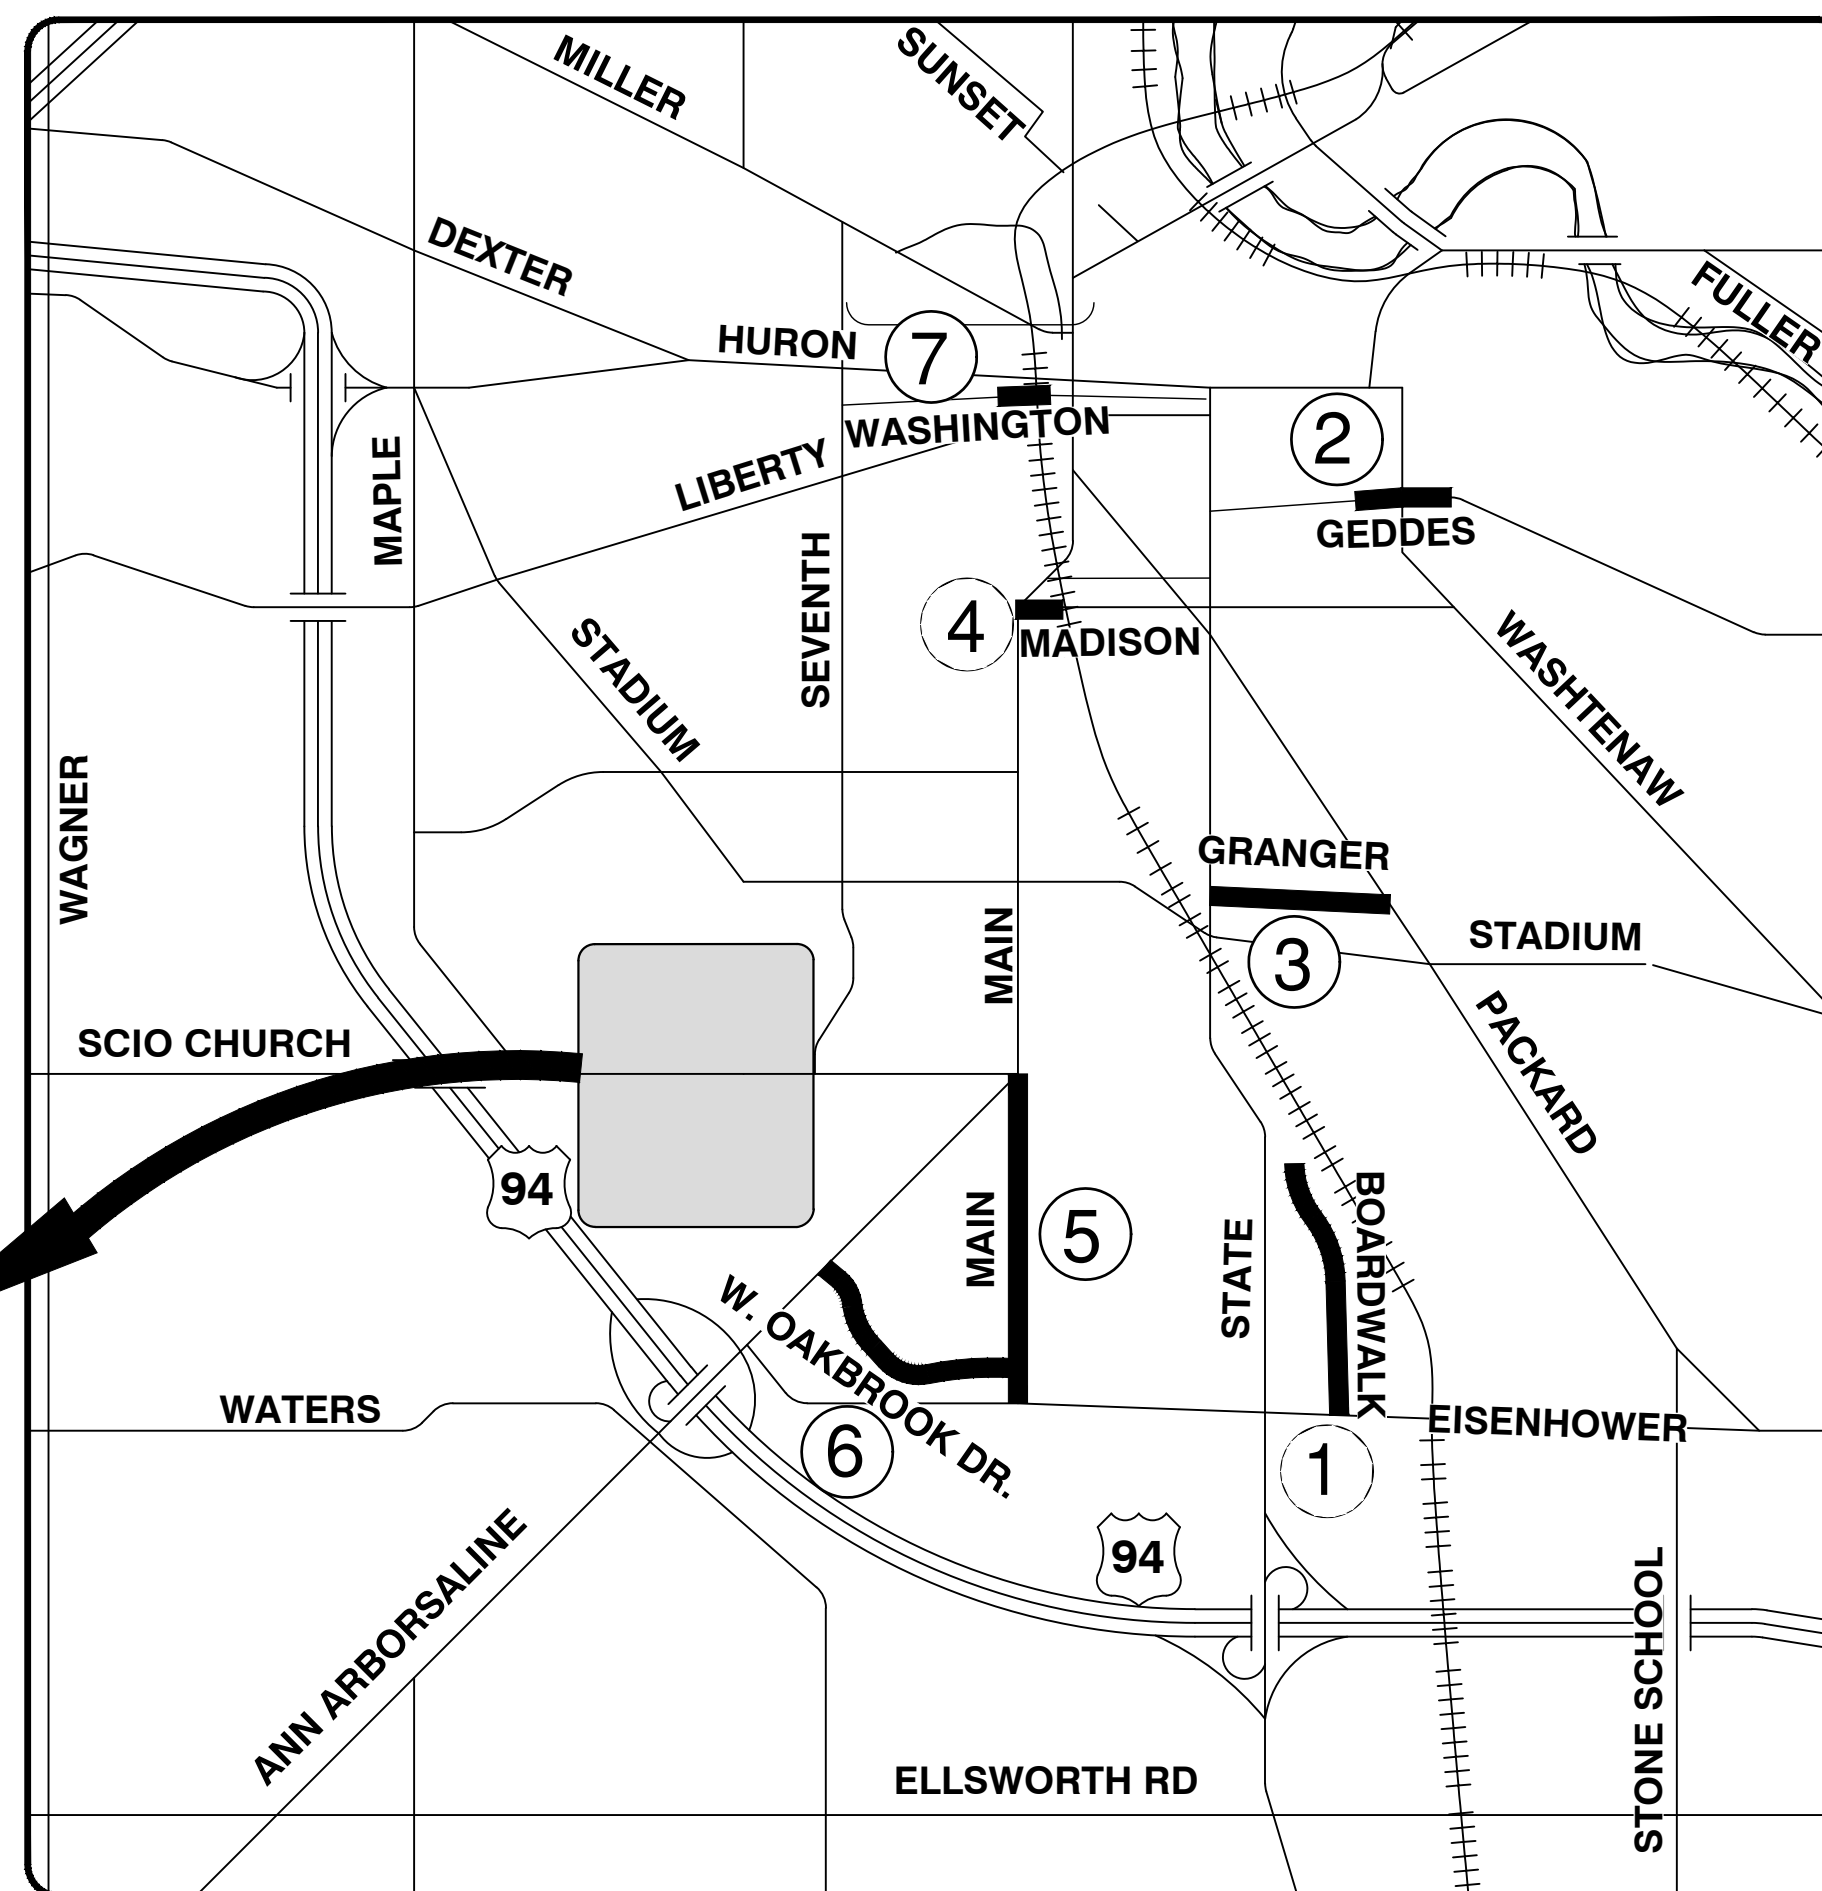 MILLER
SUNSET
DEXTER
FULLER
HURON
7
WASHINGTON
2
LIBERTY
MAPLE
GEDDES
SEVENTH
4
MADISON
STADIUM
WASHTENAW
WAGNER
GRANGER
MAIN
STADIUM
3
SCIO CHURCH
PACKARD
94
MAIN
5
STATE
BOARDWALK
W. OAKBROOK DR.
WATERS
EISENHOWER
6
1
94
ANN ARBORSALINE
STONE SCHOOL
ELLSWORTH RD